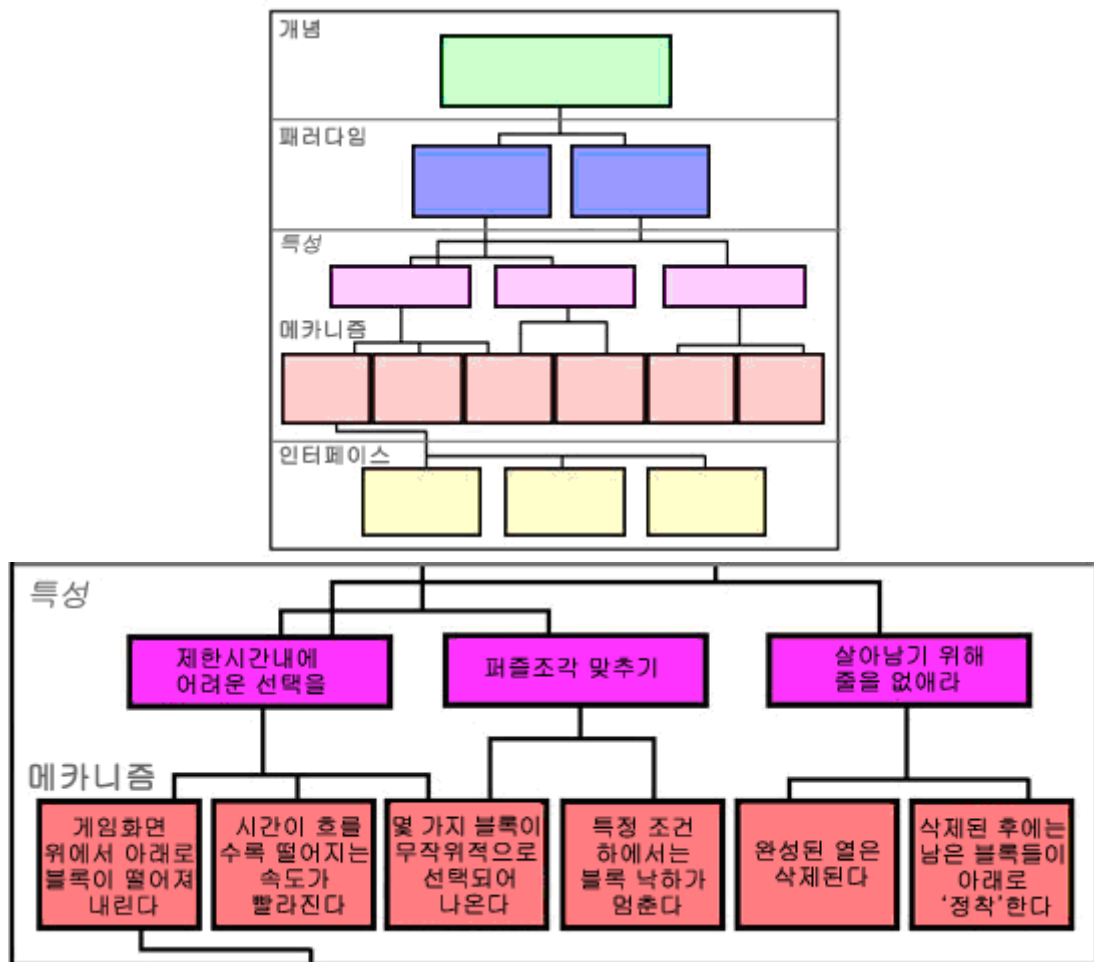 개념
패러다임
특성
메카니즘
인터페이스
특성
제한시간내에
어려운 선택을
퍼즐조각 맞추기
살아남기 위해
줄을 없애라
메카니즘
게임화면
위에서 아래로
블록이 떨어져
내린다
시간이 흐를
수록 떨어지는
속도가
빨라진다
몇 가지 블록이
무작위적으로
선택되어
나온다
특정 조건
하에서는
블록 낙하가
멈춘다
완성된 열은
삭제된다
삭제된 후에는
남은 블록들이
아래로
‘정착’한다